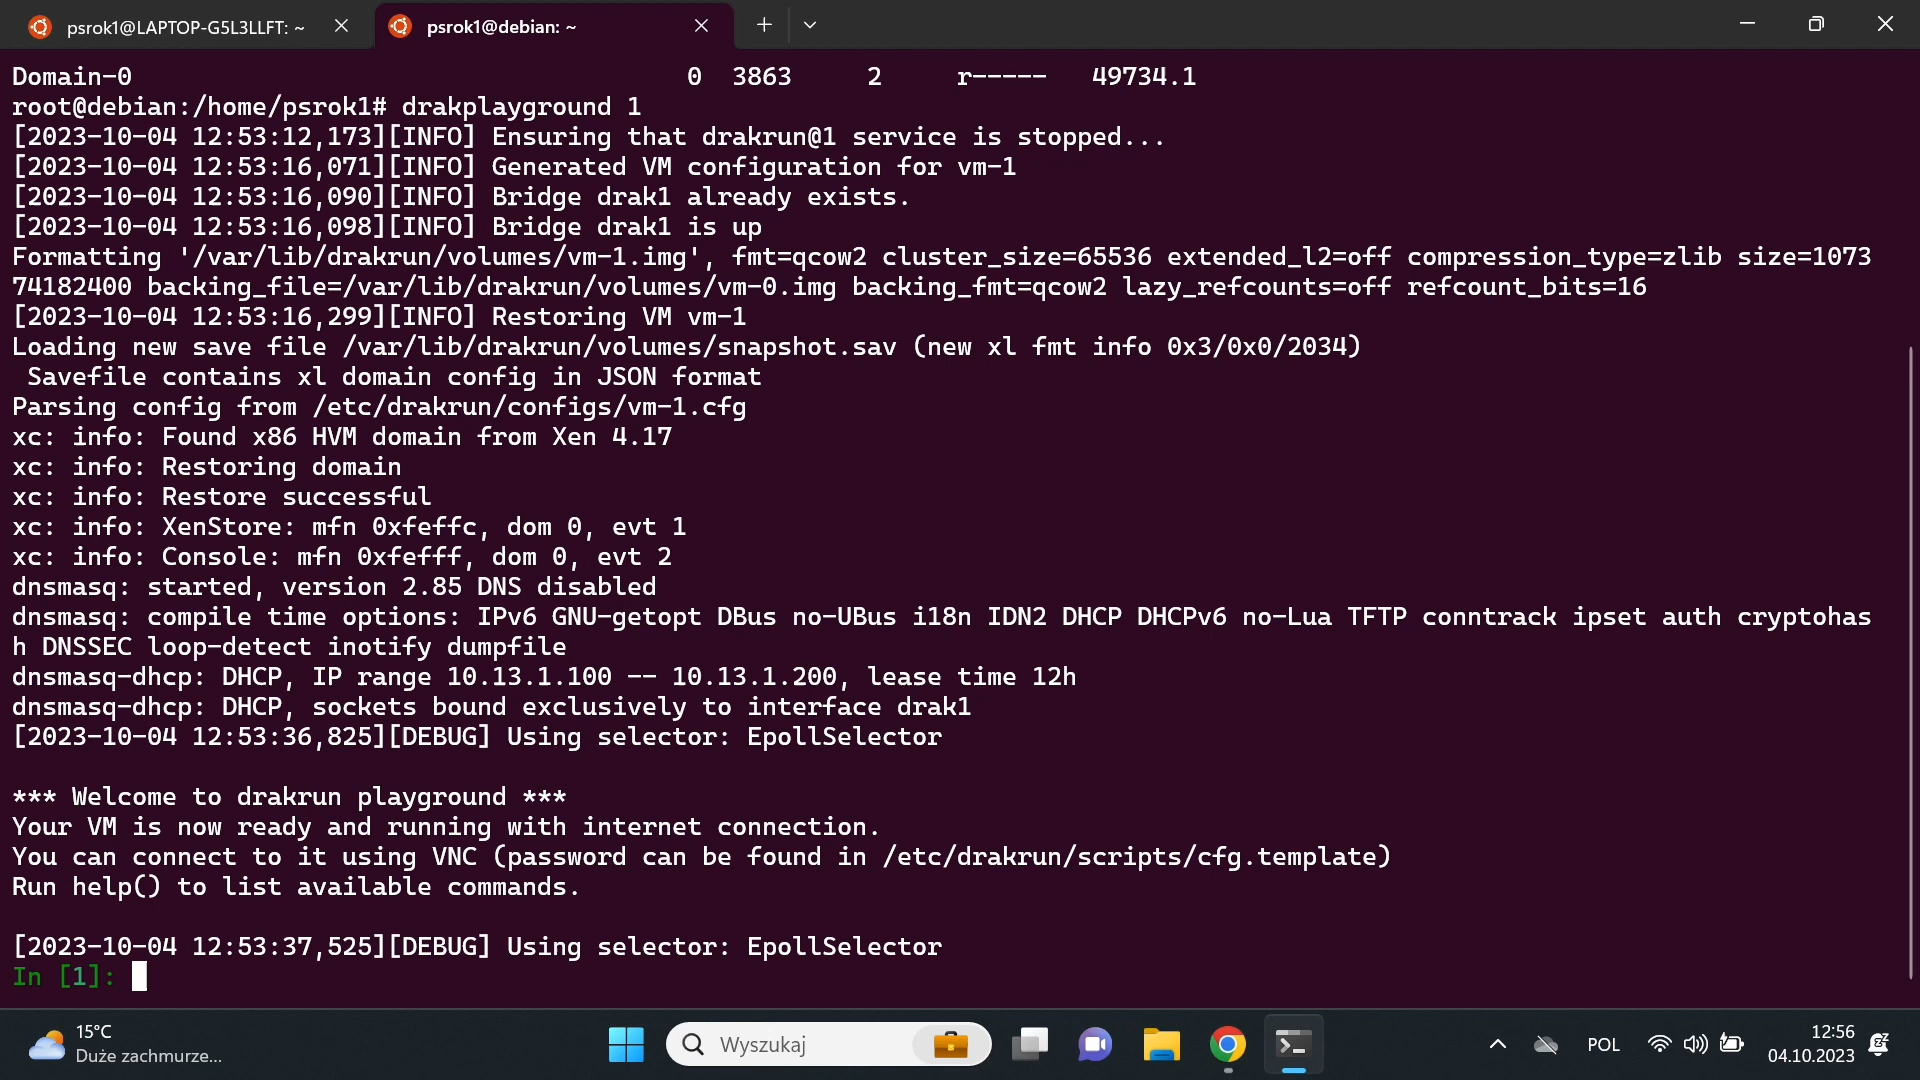 psrok1@LAPTOP-G5L3LLFT: ~
psrok1@debian: ~
Domain-0 0 3863 2 r----- 49734.1
root@debian:/home/psrok1# drakplayground 1
[2023-10-04 12:53:12,173][INFO] Ensuring that drakrun@1 service is stopped...
[2023-10-04 12:53:16,071][INFO] Generated VM configuration for vm-1
[2023-10-04 12:53:16,090][INFO] Bridge drak1 already exists.
[2023-10-04 12:53:16,098][INFO] Bridge drak1 is up
Formatting '/var/lib/drakrun/volumes/vm-1.img', fmt=qcow2 cluster_size=65536 extended_l2=off compression_type=zlib size=1073
74182400 backing_file=/var/lib/drakrun/volumes/vm-0.img backing_fmt=qcow2 lazy_refcounts=off refcount_bits=16
[2023-10-04 12:53:16,299][INFO] Restoring VM vm-1
Loading new save file /var/lib/drakrun/volumes/snapshot.sav (new xl fmt info 0x3/0x0/2034)
 Savefile contains xl domain config in JSON format
Parsing config from /etc/drakrun/configs/vm-1.cfg
xc: info: Found x86 HVM domain from Xen 4.17
xc: info: Restoring domain
xc: info: Restore successful
xc: info: XenStore: mfn 0xfeffc, dom 0, evt 1
xc: info: Console: mfn 0xfefff, dom 0, evt 2
dnsmasq: started, version 2.85 DNS disabled
dnsmasq: compile time options: IPv6 GNU-getopt DBus no-UBus i18n IDN2 DHCP DHCPv6 no-Lua TFTP conntrack ipset auth cryptohas
h DNSSEC loop-detect inotify dumpfile
dnsmasq-dhcp: DHCP, IP range 10.13.1.100 -- 10.13.1.200, lease time 12h
dnsmasq-dhcp: DHCP, sockets bound exclusively to interface drak1
[2023-10-04 12:53:36,825][DEBUG] Using selector: EpollSelector
*** Welcome to drakrun playground ***
Your VM is now ready and running with internet connection.
You can connect to it using VNC (password can be found in /etc/drakrun/scripts/cfg.template)
Run help() to list available commands.
[2023-10-04 12:53:37,525][DEBUG] Using selector: EpollSelector
In [1]:
15°C
Duże zachmurze...
Wyszukaj
POL
12:56
04.10.2023